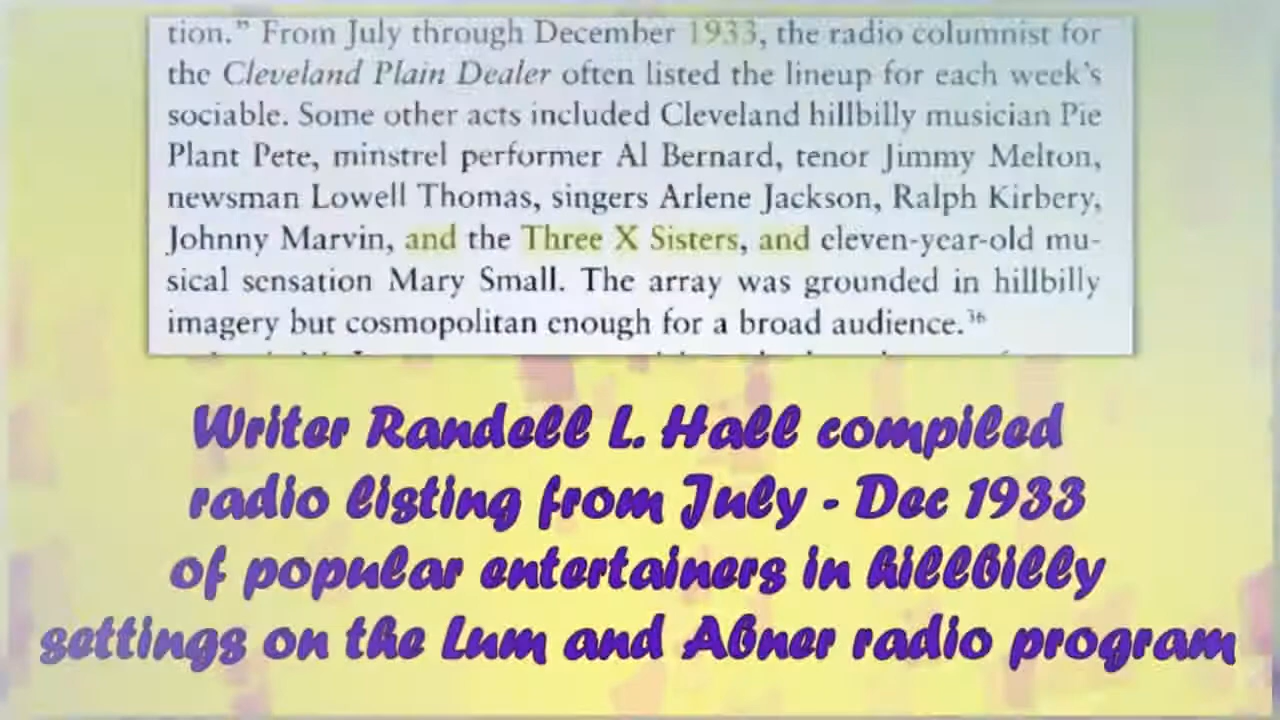 tion.” From July through December 1933, the radio columnist for
the Cleveland Plain Dealer often listed the lineup for each week’s
sociable. Some other acts included Cleveland hillbilly musician Pie
Plant Pete, minstrel performer Al Bernard, tenor Jimmy Melton,
newsman Lowell Thomas, singers Arlene Jackson, Ralph Kirbery,
Johnny Marvin, and the Three X Sisters, and eleven-year-old mu-
sical sensation Mary Small. The array was grounded in hillbilly
imagery but cosmopolitan enough for a broad audience.36
Writer Randell L. Hall compiled
radio listing from July - Dec 1933
of popular entertainers in hillbilly
settings on the Lum and Abner radio program